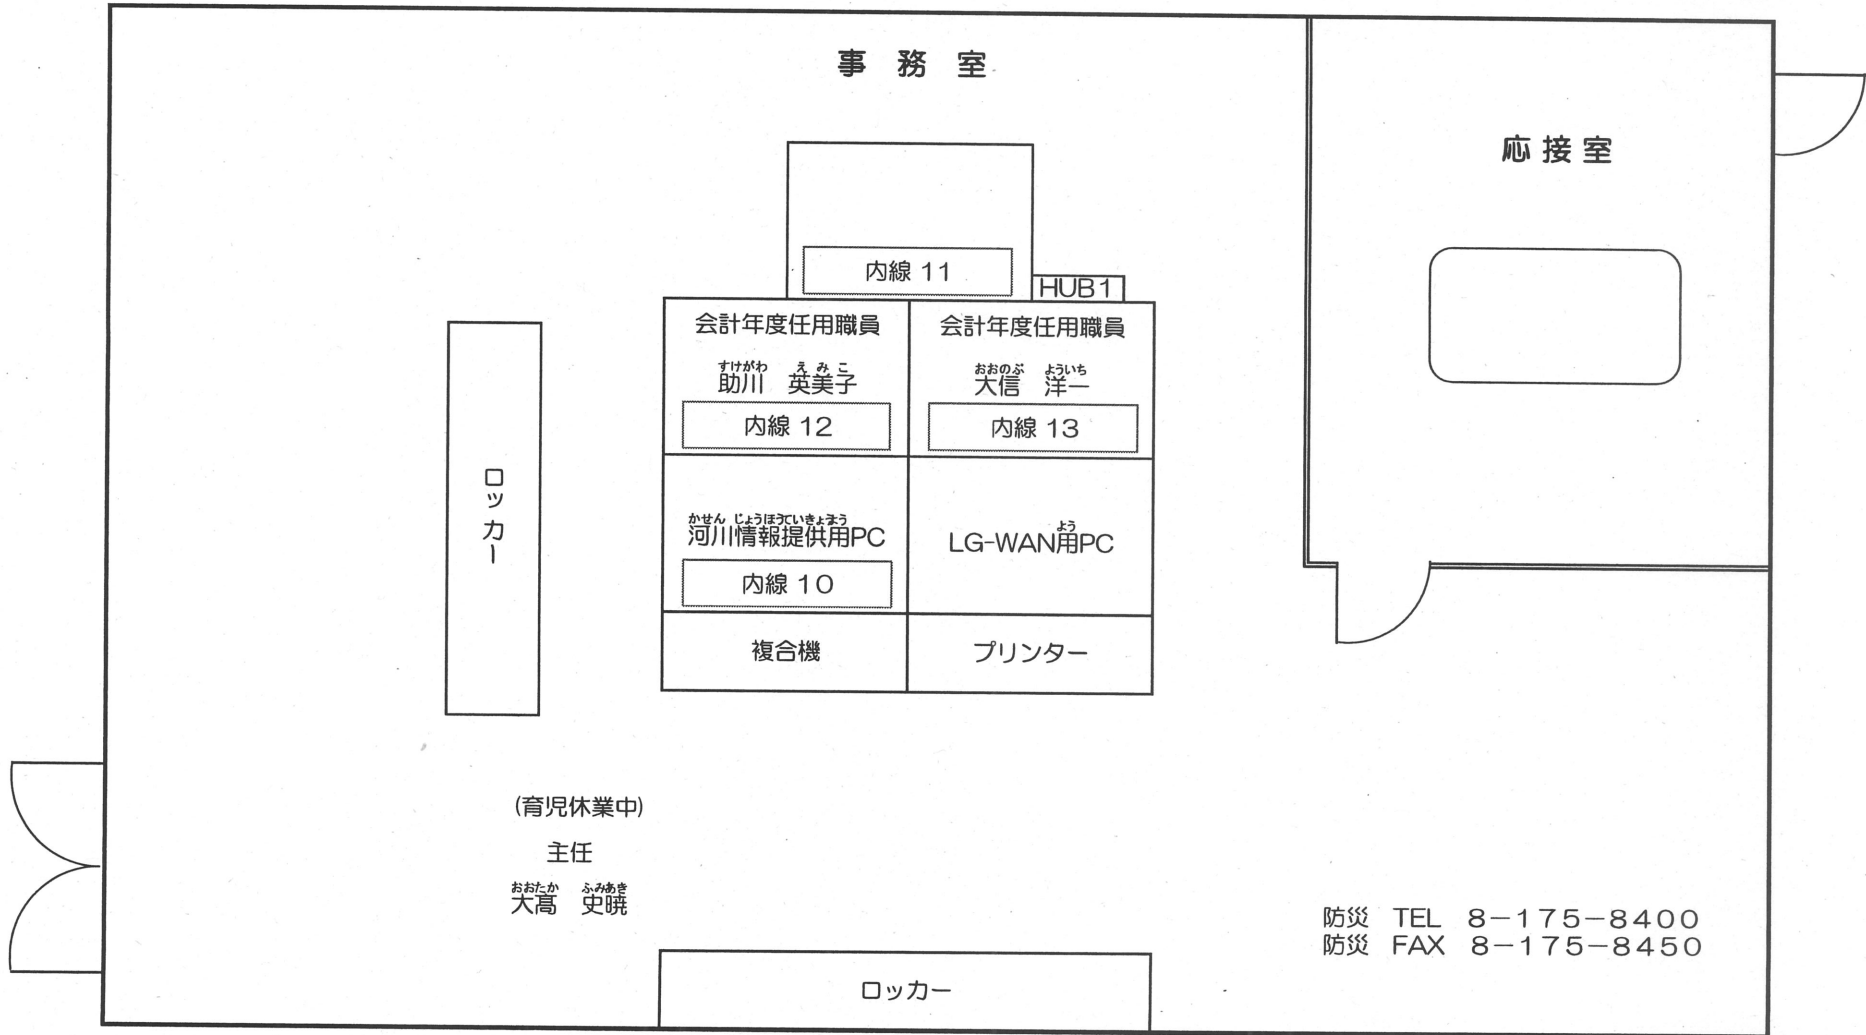 事 務 室
応 接 室
内線 11
HUB1
会計年度任用職員
すけがわ えみこ
助川 英美子
内線 12
会計年度任用職員
おおのぶ よういち
大信 洋一
内線 13
ロッカー
かせん じょうほうていきょうよう
河川情報提供用PC
内線 10
よう
LG-WAN用PC
複合機
プリンター
(育児休業中)
主任
おおたか ふみあき
大髙 史暁
防災 TEL 8-175-8400
防災 FAX 8-175-8450
ロッカー